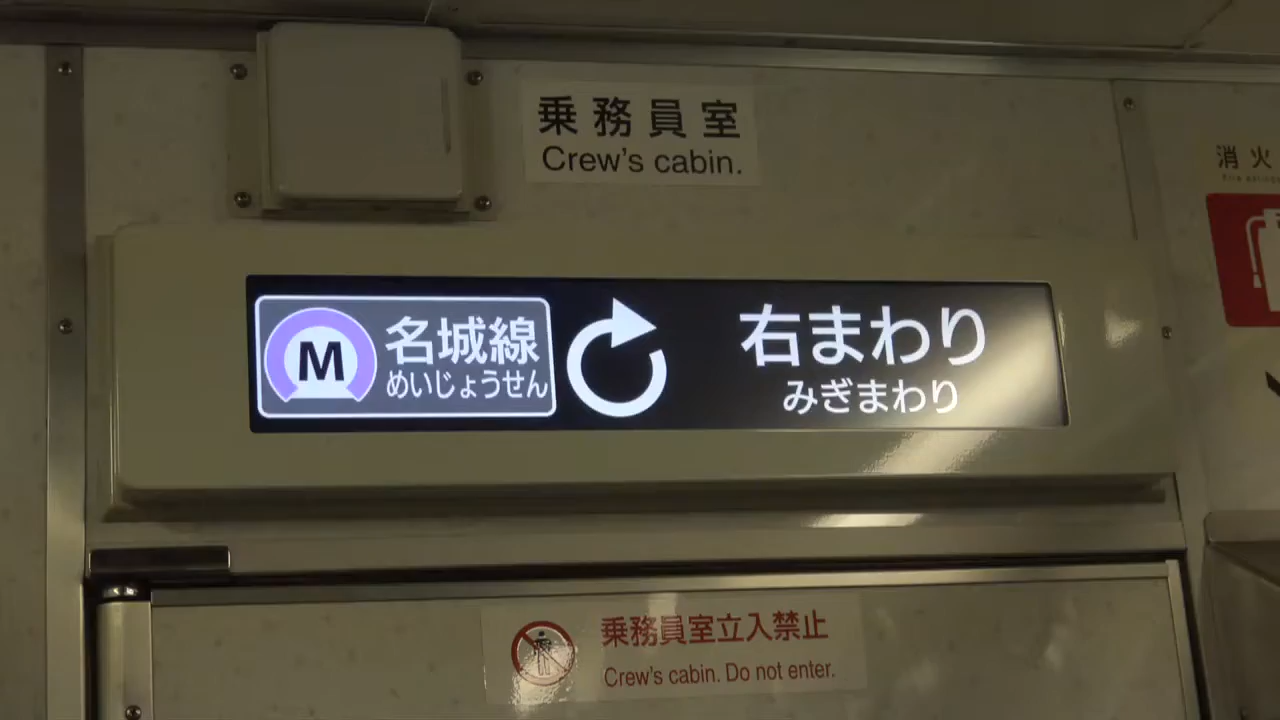 乗務員室
Crew's cabin.
消火
M
名城線
めいじょうせん
右まわり
みぎまわり
乗務員室立入禁止
Crew's cabin. Do not enter.